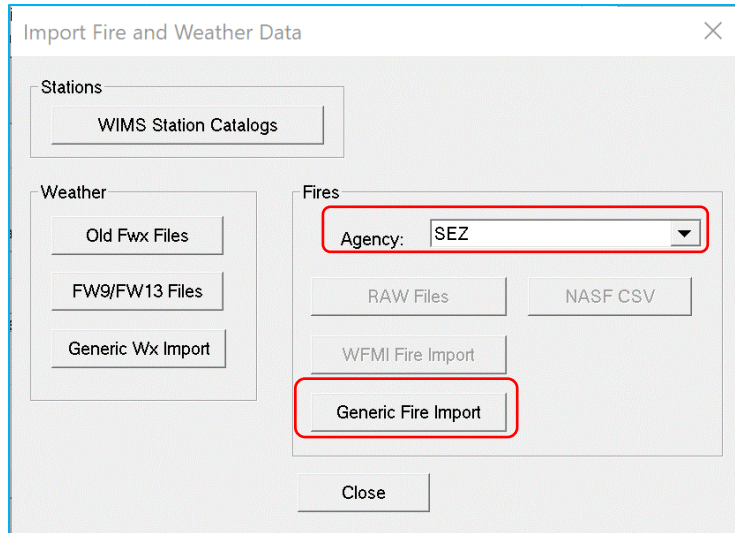 Import Fire and Weather Data
Stations
WIMS Station Catalogs
Weather
Old Fwx Files
FW9/FW13 Files
Generic Wx Import
Fires
Agency: SEZ
RAW Files NASF CSV
WFMI Fire Import
Generic Fire Import
Close